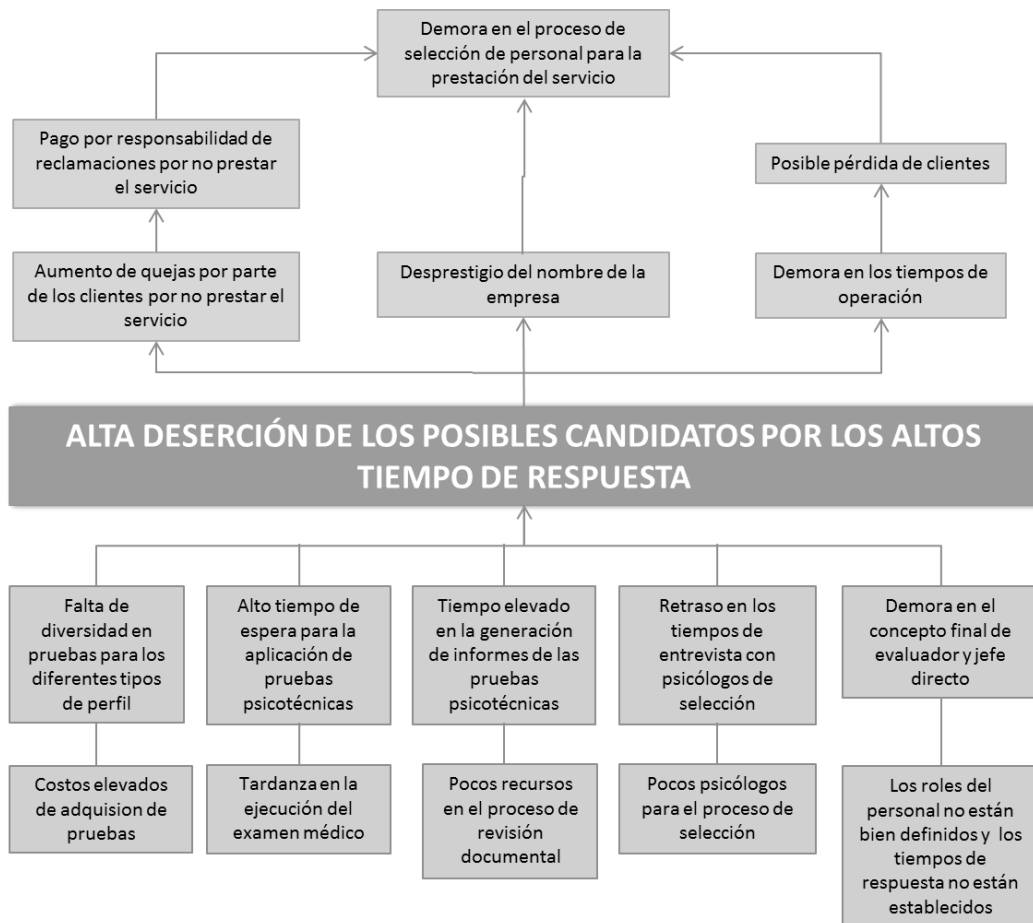 Demora en el proceso de
selección de personal para la
prestación del servicio
Pago por responsabilidad de
reclamaciones por no prestar
el servicio
Posible pérdida de clientes
Aumento de quejas por parte
de los clientes por no prestar el
servicio
Desprestigio del nombre de la
empresa
Demora en los tiempos de
operación
ALTA DESERCIÓN DE LOS POSIBLES CANDIDATOS POR LOS ALTOS
TIEMPO DE RESPUESTA
Falta de
diversidad en
pruebas para los
diferentes tipos
de perfil
Alto tiempo de
espera para la
aplicación de
pruebas
psicotécnicas
Tiempo elevado
en la generación
de informes de las
pruebas
psicotécnicas
Retraso en los
tiempos de
entrevista con
psicólogos de
selección
Demora en el
concepto final de
evaluador y jefe
directo
Costos elevados
de adquision de
pruebas
Tardanza en la
ejecución del
examen médico
Pocos recursos
en el proceso de
revisión
documental
Pocos psicólogos
para el proceso de
selección
Los roles del
personal no están
bien definidos y los
tiempos de
respuesta no están
establecidos